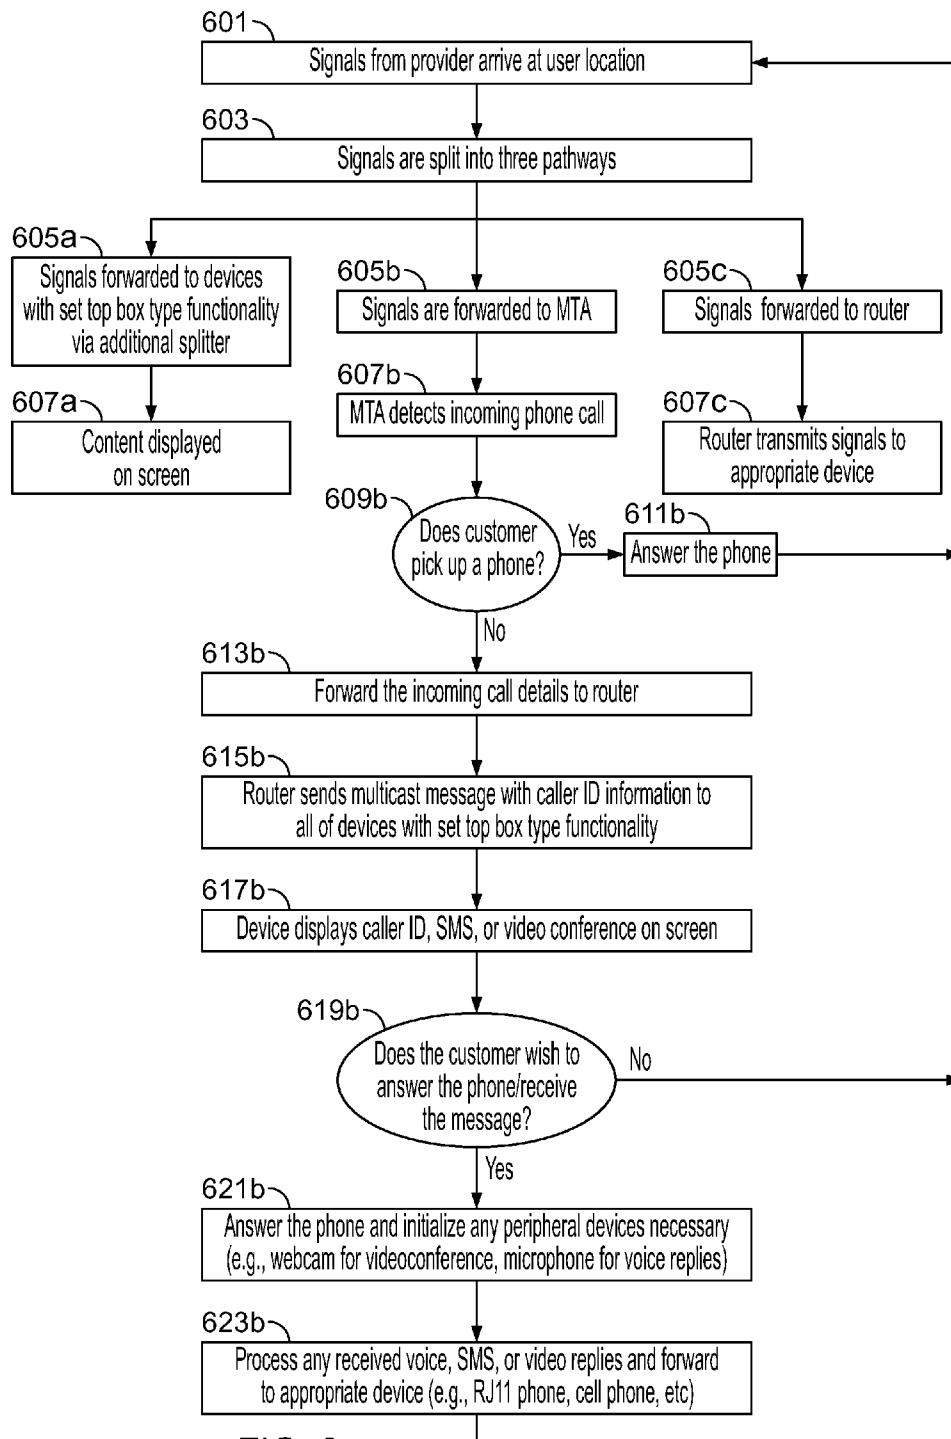 601
Signals from provider arrive at user location
603
Signals are split into three pathways
605a
Signals forwarded to devices
with set top box type functionality
via additional splitter
605b
Signals are forwarded to MTA
605c
Signals forwarded to router
607a
Content displayed
on screen
607b
MTA detects incoming phone call
607c
Router transmits signals to
appropriate device
609b
Does customer
pick up a phone?
Yes
611b
Answer the phone
No
613b
Forward the incoming call details to router
615b
Router sends multicast message with caller ID information to
all of devices with set top box type functionality
617b
Device displays caller ID, SMS, or video conference on screen
619b
Does the customer wish to
answer the phone/receive
the message?
No
Yes
621b
Answer the phone and initialize any peripheral devices necessary
(e.g., webcam for videoconference, microphone for voice replies)
623b
Process any received voice, SMS, or video replies and forward
to appropriate device (e.g., RJ11 phone, cell phone, etc)